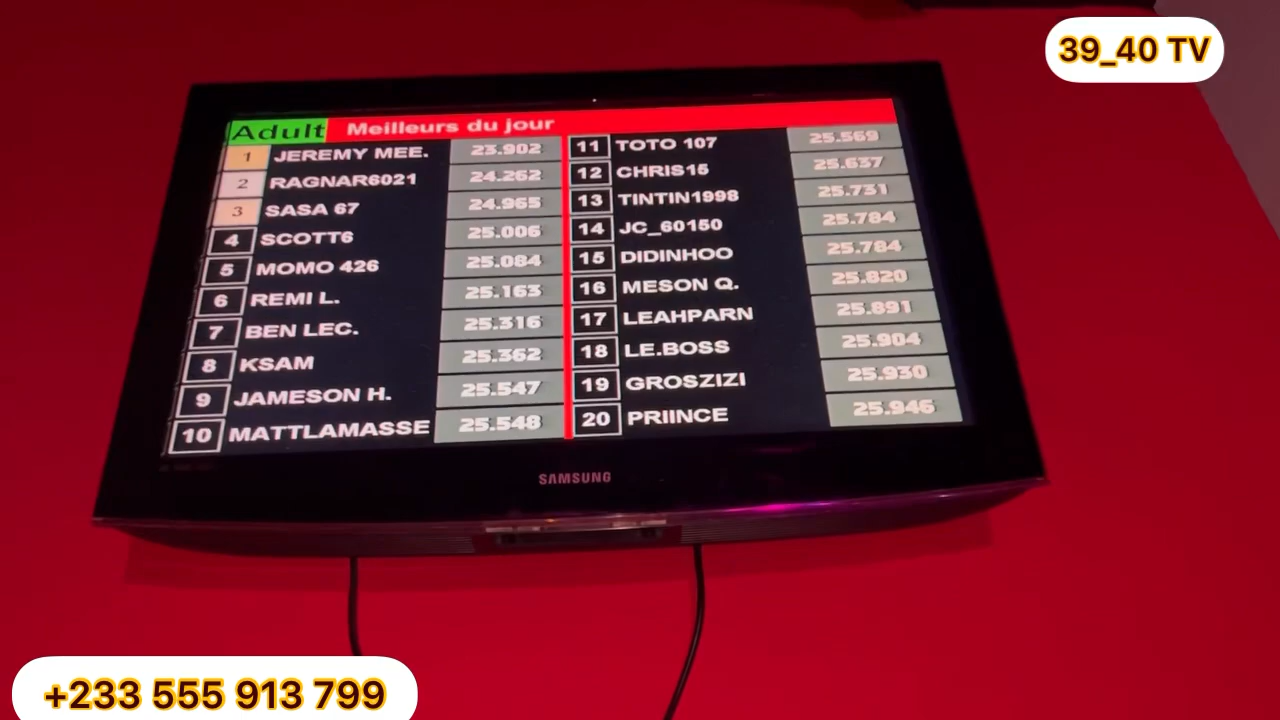 39_40 TV
Adult Meilleurs du jour
1 JEREMY MEE. 23.902
2 RAGNAR6021 24.262
3 SASA 67 24.965
4 SCOTT6 25.006
5 MOMO 426 25.084
6 REMI L. 25.163
7 BEN LEC. 25.316
8 KSAM 25.362
9 JAMESON H. 25.547
10 MATTLAMASSE 25.548
11 TOTO 107 25.569
12 CHRIS15 25.637
13 TINTIN1998 25.731
14 JC_60150 25.784
15 DIDINHOO 25.784
16 MESON Q. 25.820
17 LEAHPARN 25.891
18 LE.BOSS 25.904
19 GROSZIZI 25.930
20 PRIINCE 25.946
SAMSUNG
+233 555 913 799